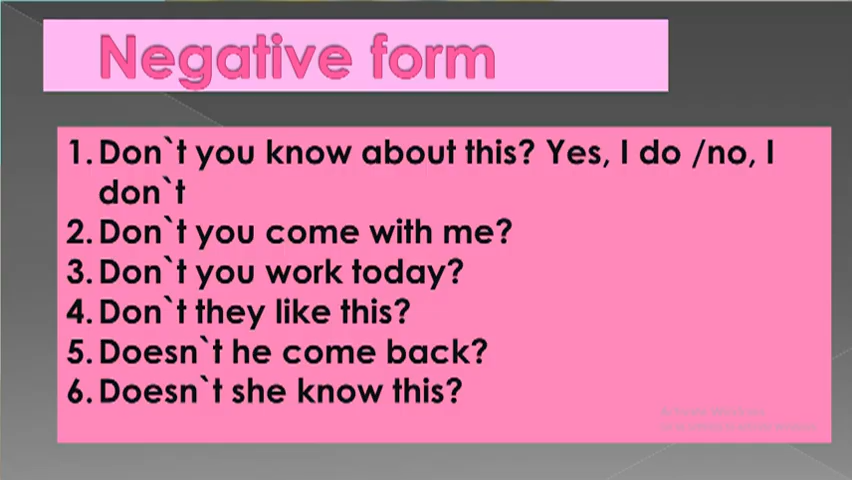 Negative form
1. Don`t you know about this? Yes, I do /no, I
don`t
2. Don`t you come with me?
3. Don`t you work today?
4. Don`t they like this?
5. Doesn`t he come back?
6. Doesn`t she know this?